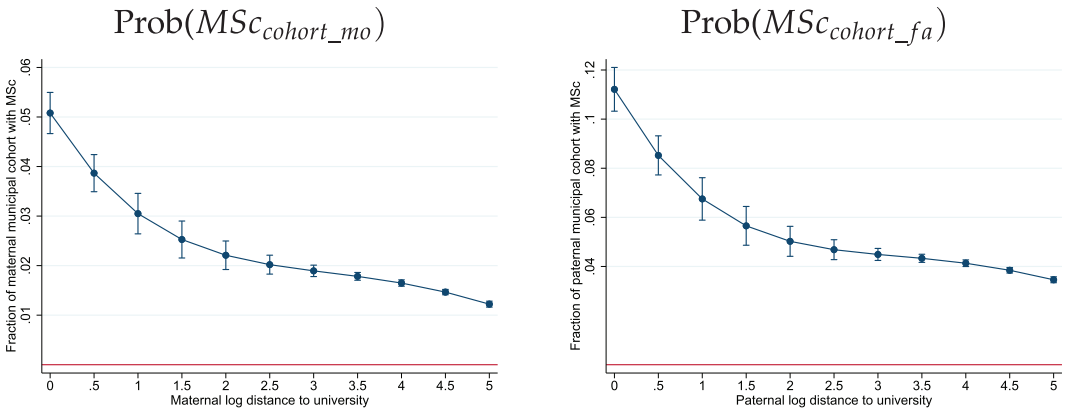 Prob(MSc_cohort_mo)
Fraction of maternal municipal cohort with MSc
.06
.05
.04
.03
.02
.01
0 .5 1 1.5 2 2.5 3 3.5 4 4.5 5
Maternal log distance to university
Prob(MSc_cohort_fa)
Fraction of paternal municipal cohort with MSc
.12
.1
.08
.06
.04
0 .5 1 1.5 2 2.5 3 3.5 4 4.5 5
Paternal log distance to university